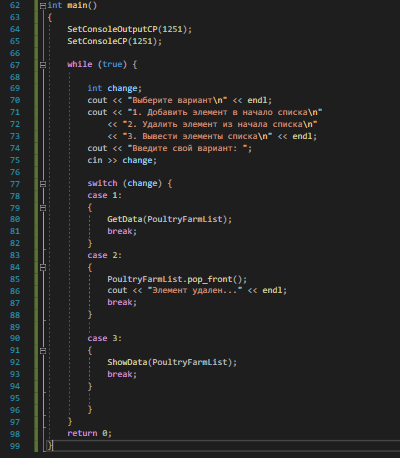 62 int main()
63 {
64 SetConsoleOutputCP(1251);
65 SetConsoleCP(1251);
66
67 while (true) {
68
69 int change;
70 cout << "Выберите вариант\n" << endl;
71 cout << "1. Добавить элемент в начало списка\n"
72 << "2. Удалить элемент из начала списка\n"
73 << "3. Вывести элементы списка\n" << endl;
74 cout << "Введите свой вариант: ";
75 cin >> change;
76
77 switch (change) {
78 case 1:
79 {
80 GetData(PoultryFarmList);
81 break;
82 }
83 case 2:
84 {
85 PoultryFarmList.pop_front();
86 cout << "Элемент удален..." << endl;
87 break;
88 }
89
90 case 3:
91 {
92 ShowData(PoultryFarmList);
93 break;
94 }
95
96 }
97 }
98 return 0;
99 }